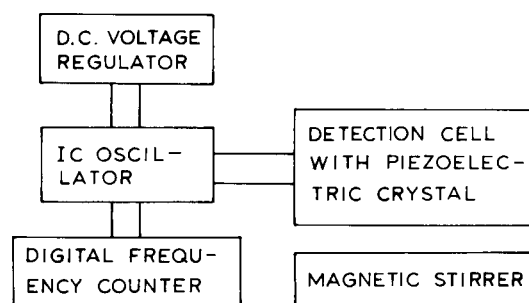 D.C. VOLTAGE
REGULATOR
IC OSCIL-
LATOR
DETECTION CELL
WITH PIEZOELEC-
TRIC CRYSTAL
DIGITAL FREQU-
ENCY COUNTER
MAGNETIC STIRRER